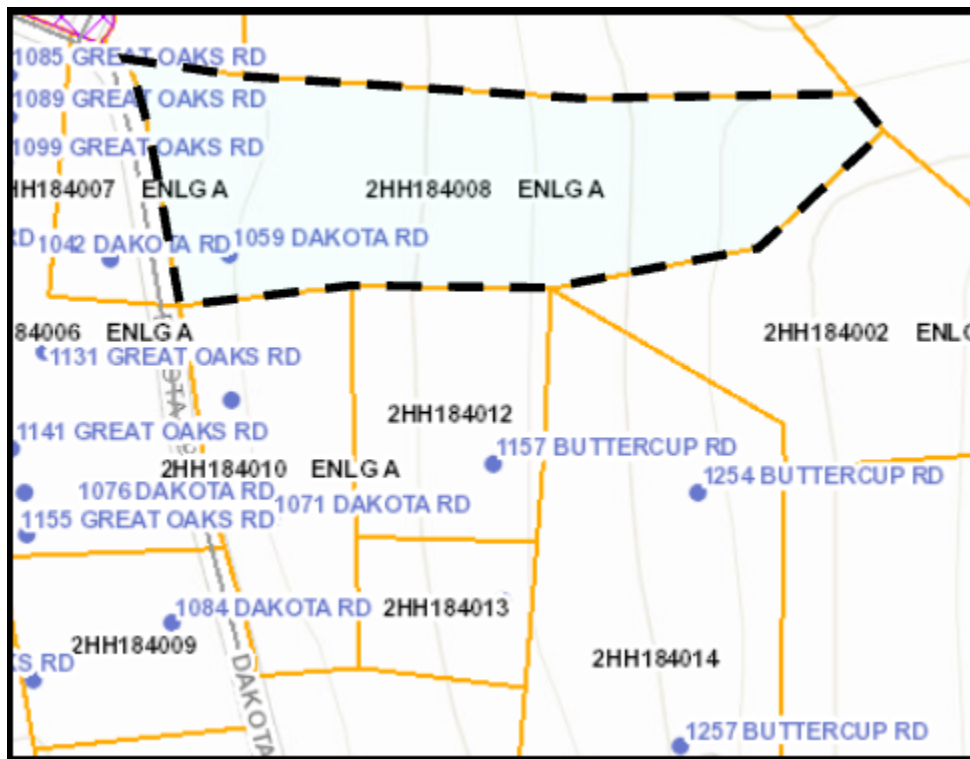 1085 GREAT OAKS RD
1089 GREAT OAKS RD
1099 GREAT OAKS RD
HH184007 ENLG A
2HH184008 ENLG A
RD
1042 DAKOTA RD
1059 DAKOTA RD
84006 ENLG A
2HH184002 ENLG
1131 GREAT OAKS RD
OTA
2HH184012
1141 GREAT OAKS RD
1157 BUTTERCUP RD
2HH184010 ENLG A
1254 BUTTERCUP RD
1076 DAKOTA RD
1071 DAKOTA RD
1155 GREAT OAKS RD
1084 DAKOTA RD
2HH184013
2HH184009
KS RD
2HH184014
DAKOTA
1257 BUTTERCUP RD